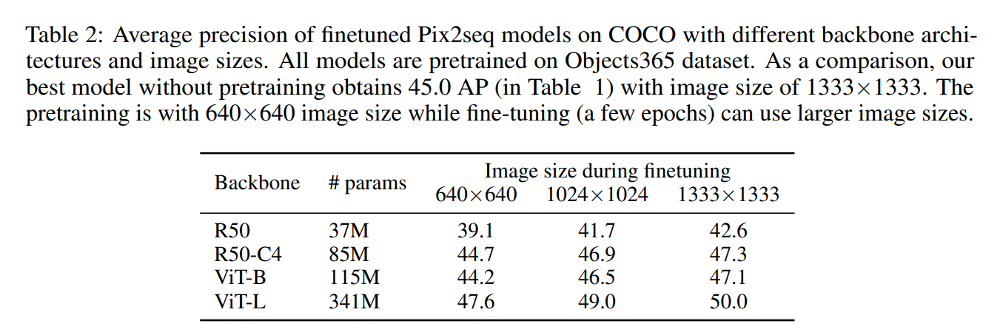 Table 2: Average precision of finetuned Pix2seq models on COCO with different backbone archi-
tectures and image sizes. All models are pretrained on Objects365 dataset. As a comparison, our
best model without pretraining obtains 45.0 AP (in Table 1) with image size of 1333×1333. The
pretraining is with 640×640 image size while fine-tuning (a few epochs) can use larger image sizes.
Backbone # params Image size during finetuning
640×640 1024×1024 1333×1333
R50 37M 39.1 41.7 42.6
R50-C4 85M 44.7 46.9 47.3
ViT-B 115M 44.2 46.5 47.1
ViT-L 341M 47.6 49.0 50.0